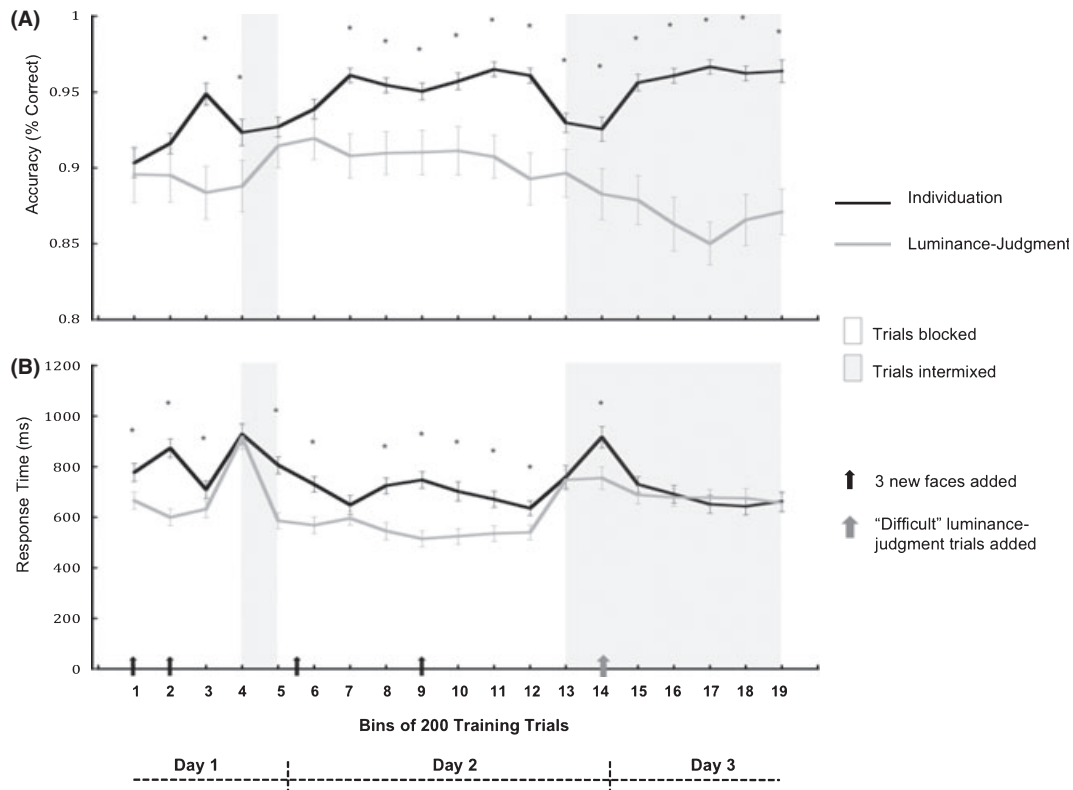 (A)
1
0.95
0.9
0.85
0.8
Accuracy (% Correct)
Individuation
Luminance-Judgment
Trials blocked
Trials intermixed
(B)
1200
1000
800
600
400
200
0
Response Time (ms)
3 new faces added
“Difficult” luminance-
judgment trials added
1 2 3 4 5 6 7 8 9 10 11 12 13 14 15 16 17 18 19
Bins of 200 Training Trials
Day 1 Day 2 Day 3